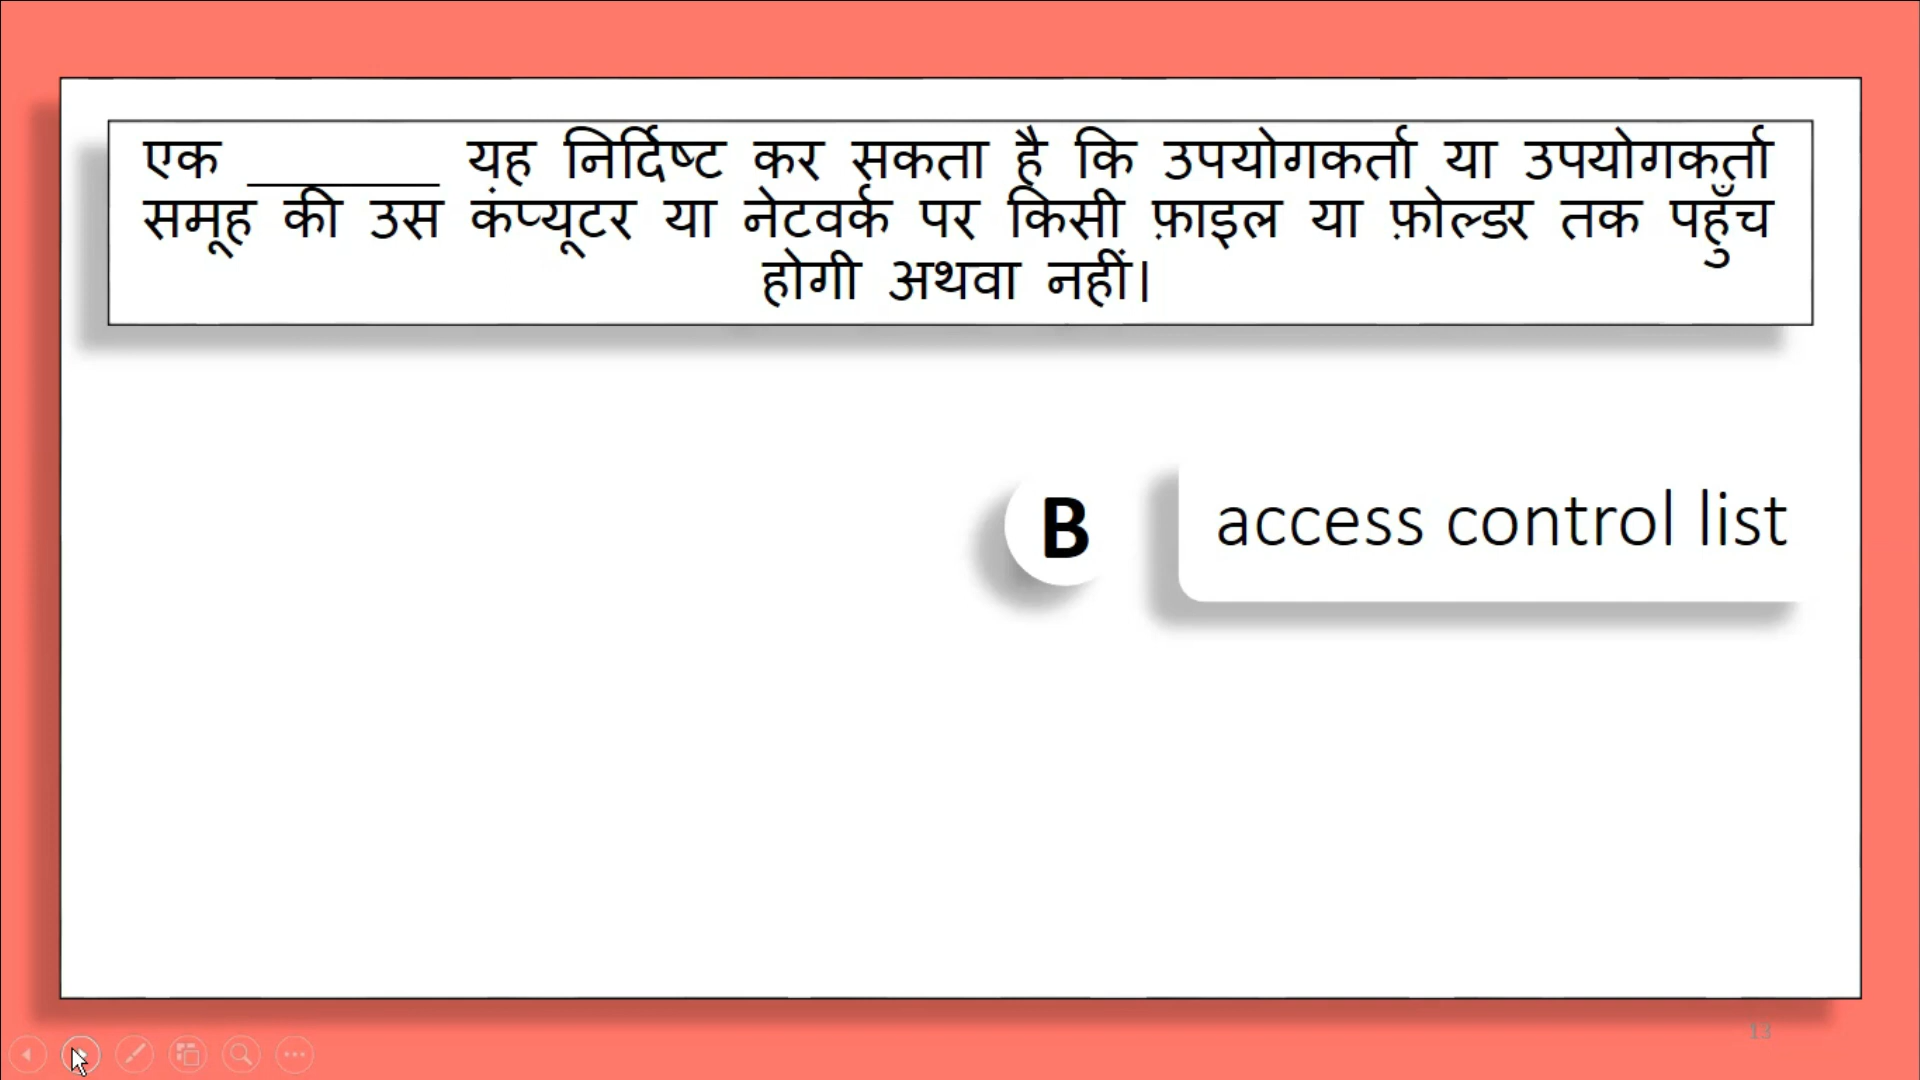 एक ________ यह निर्दिष्ट कर सकता है कि उपयोगकर्ता या उपयोगकर्ता
समूह की उस कंप्यूटर या नेटवर्क पर किसी फ़ाइल या फ़ोल्डर तक पहुँच
होगी अथवा नहीं।
B access control list
13